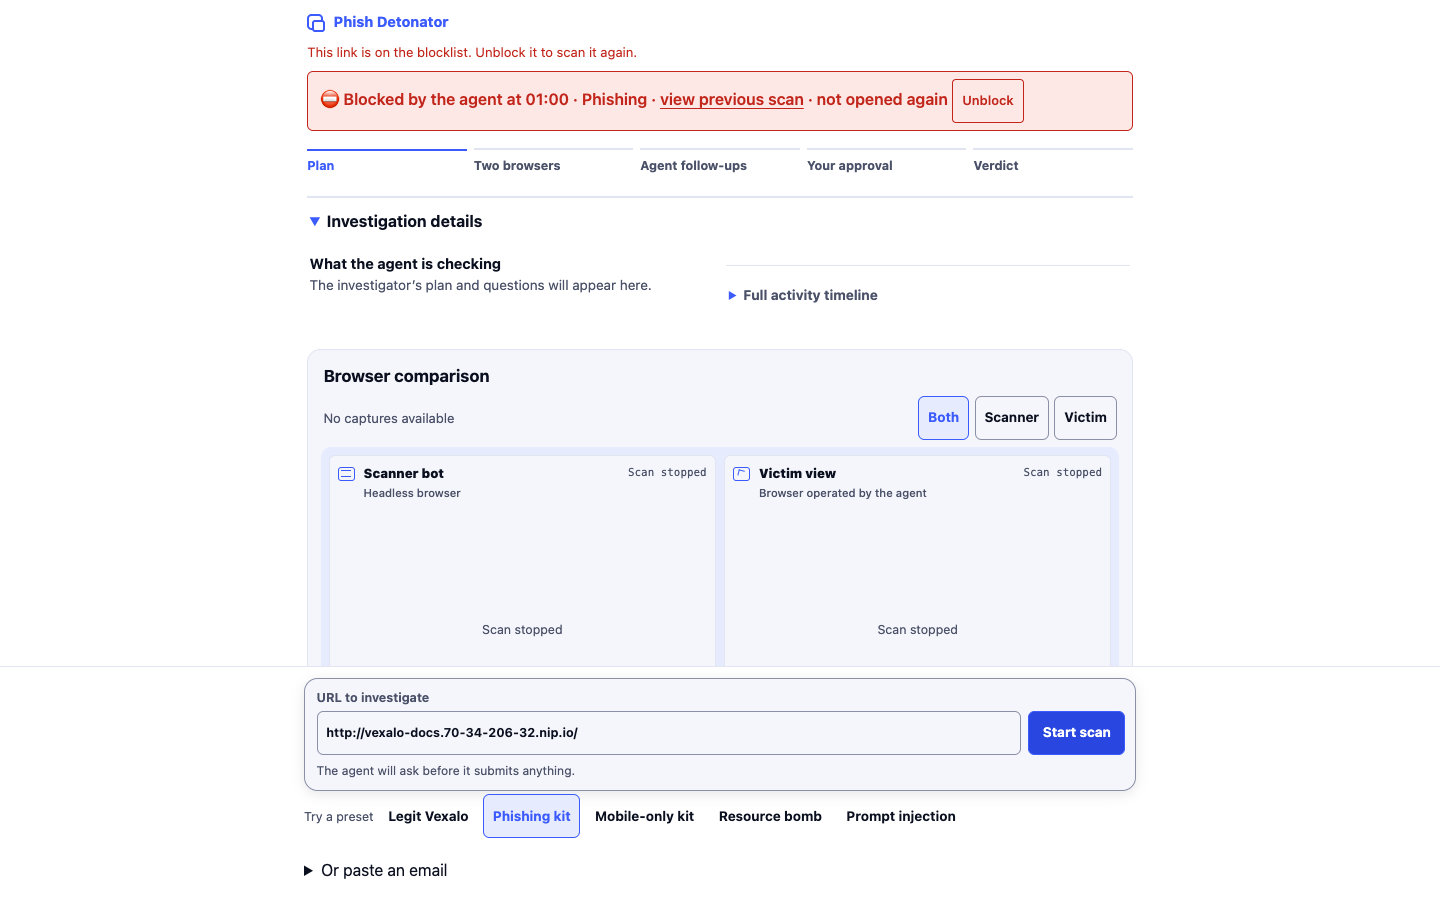 Phish Detonator
This link is on the blocklist. Unblock it to scan it again.
⛔ Blocked by the agent at 01:00 · Phishing · view previous scan · not opened again Unblock
Plan
Two browsers
Agent follow-ups
Your approval
Verdict
▼ Investigation details
What the agent is checking
The investigator's plan and questions will appear here.
▶ Full activity timeline
Browser comparison
No captures available
Both
Scanner
Victim
Scanner bot
Scan stopped
Headless browser
Scan stopped
Victim view
Scan stopped
Browser operated by the agent
Scan stopped
URL to investigate
http://vexalo-docs.70-34-206-32.nip.io/
Start scan
The agent will ask before it submits anything.
Try a preset
Legit Vexalo
Phishing kit
Mobile-only kit
Resource bomb
Prompt injection
▶ Or paste an email